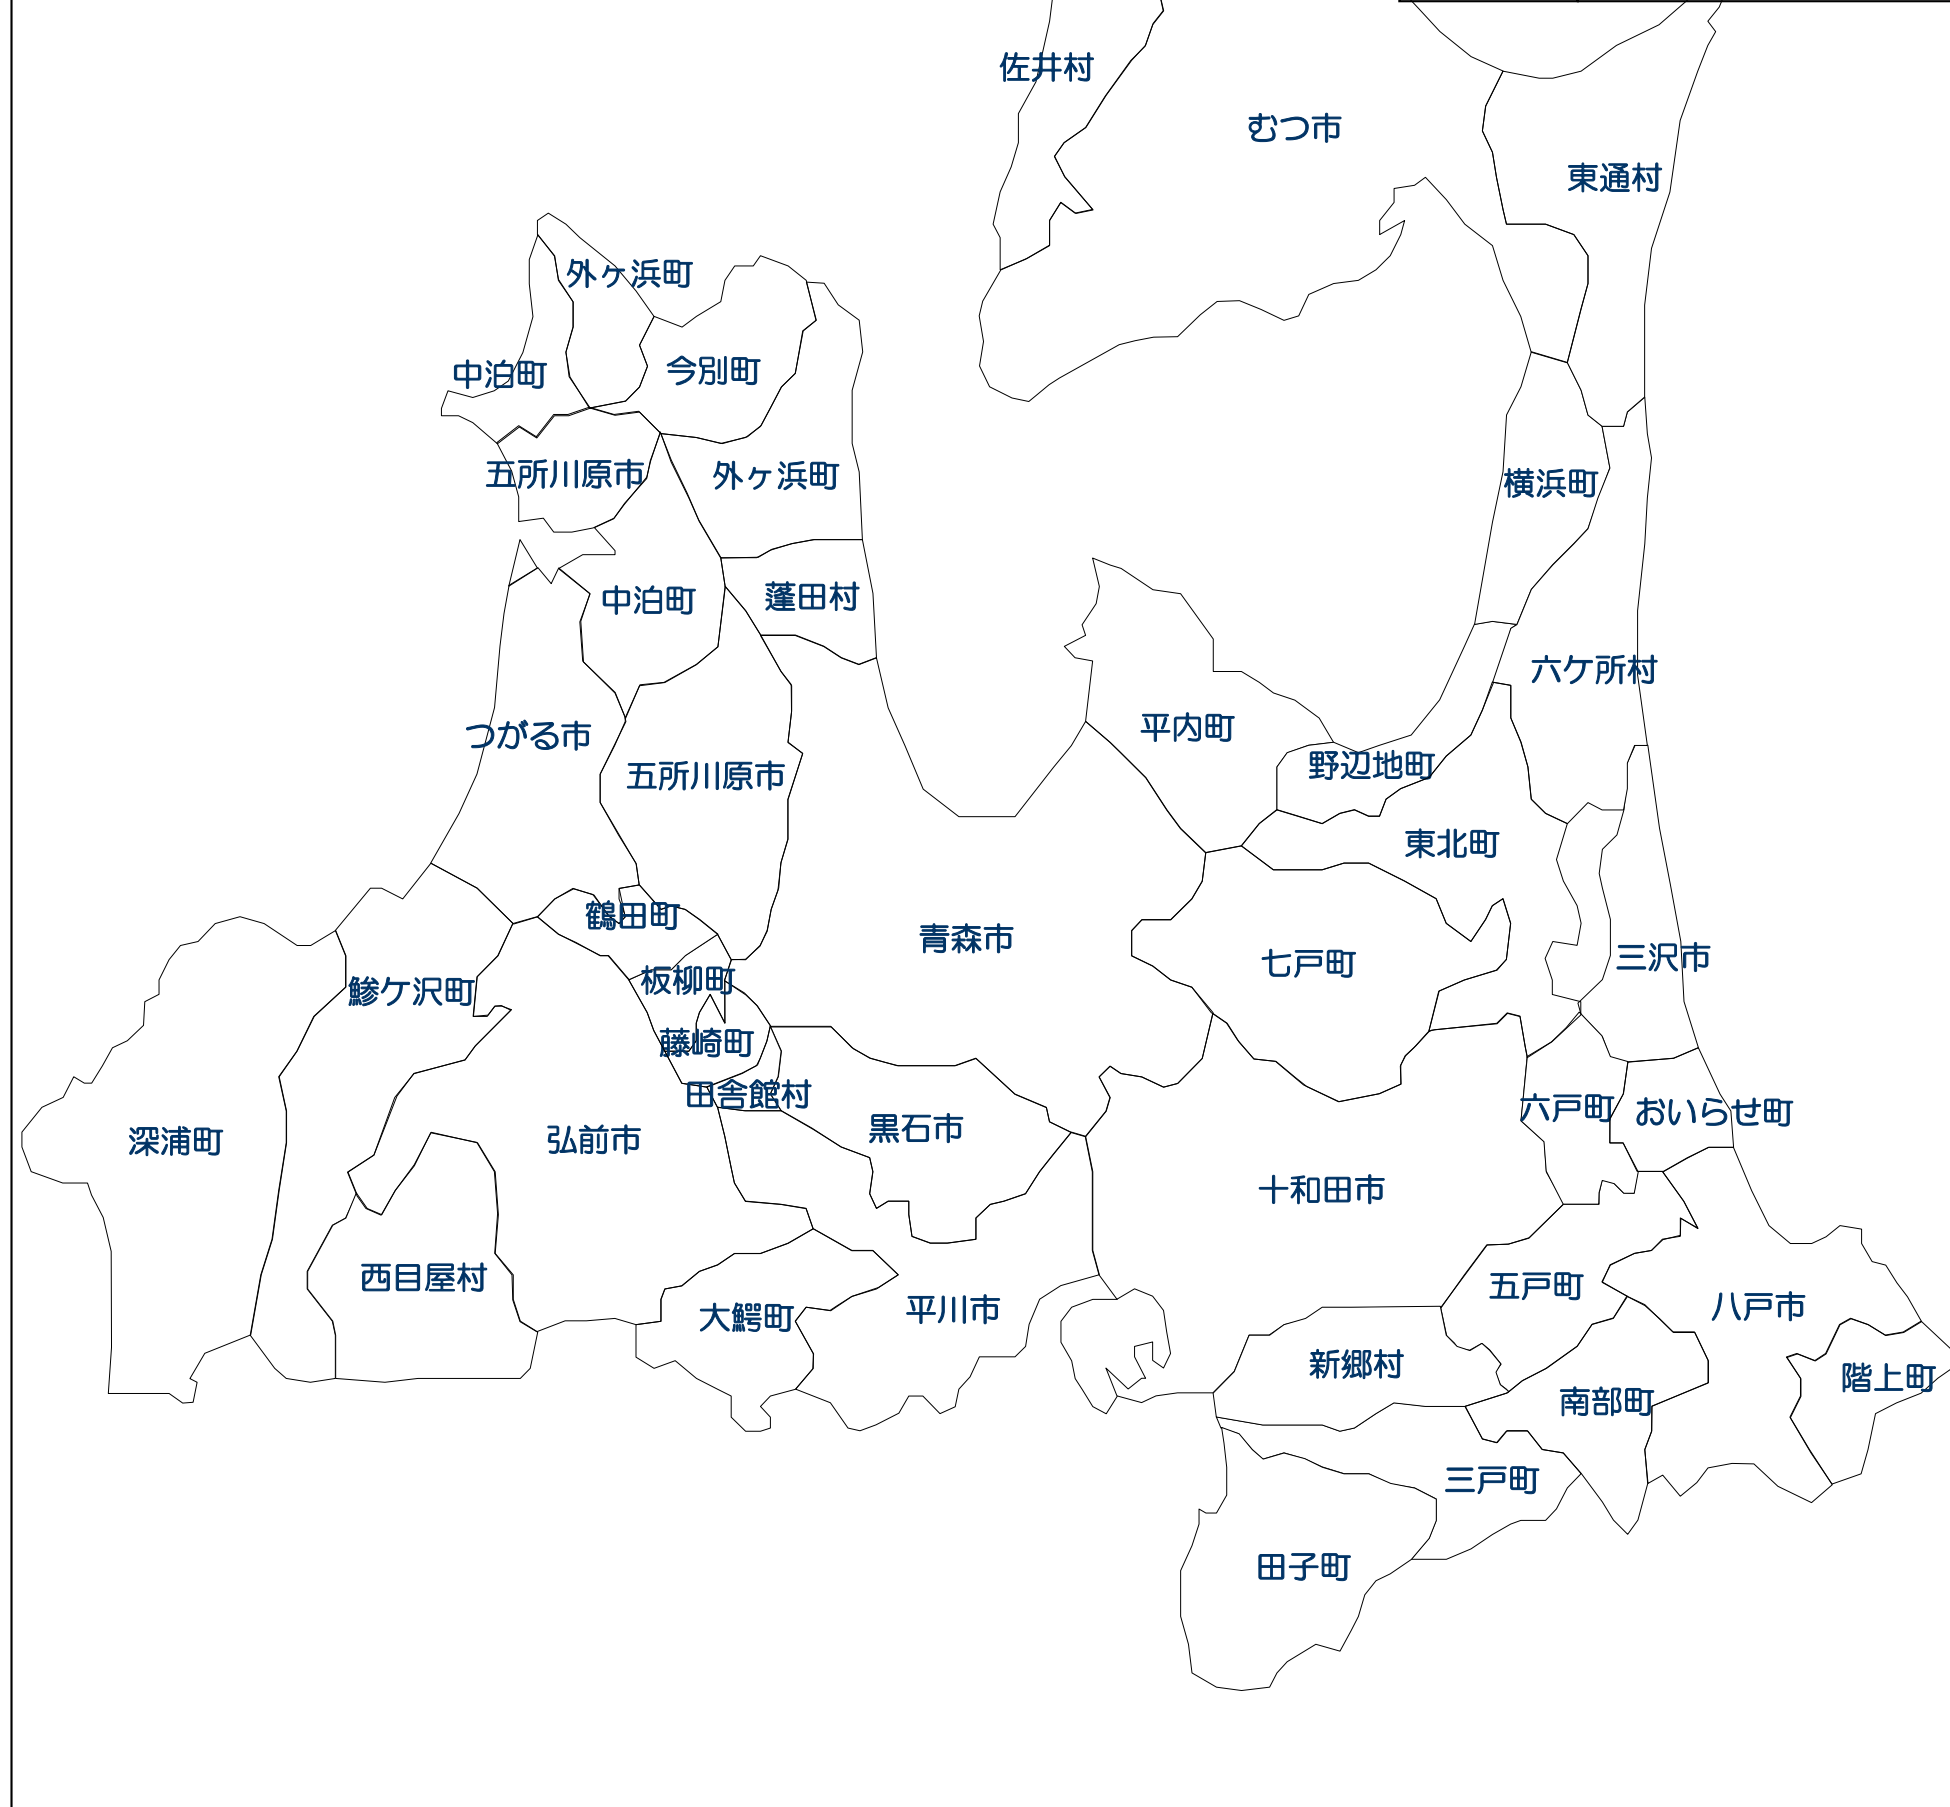 佐井村
むつ市
東通村
外ヶ浜町
中泊町
今別町
五所川原市
外ヶ浜町
横浜町
中泊町
蓬田村
六ケ所村
つがる市
平内町
五所川原市
野辺地町
東北町
鶴田町
青森市
三沢市
七戸町
板柳町
鰺ケ沢町
藤崎町
田舎館村
六戸町
おいらせ町
黒石市
深浦町
弘前市
十和田市
西目屋村
五戸町
八戸市
平川市
大鰐町
新郷村
階上町
南部町
三戸町
田子町